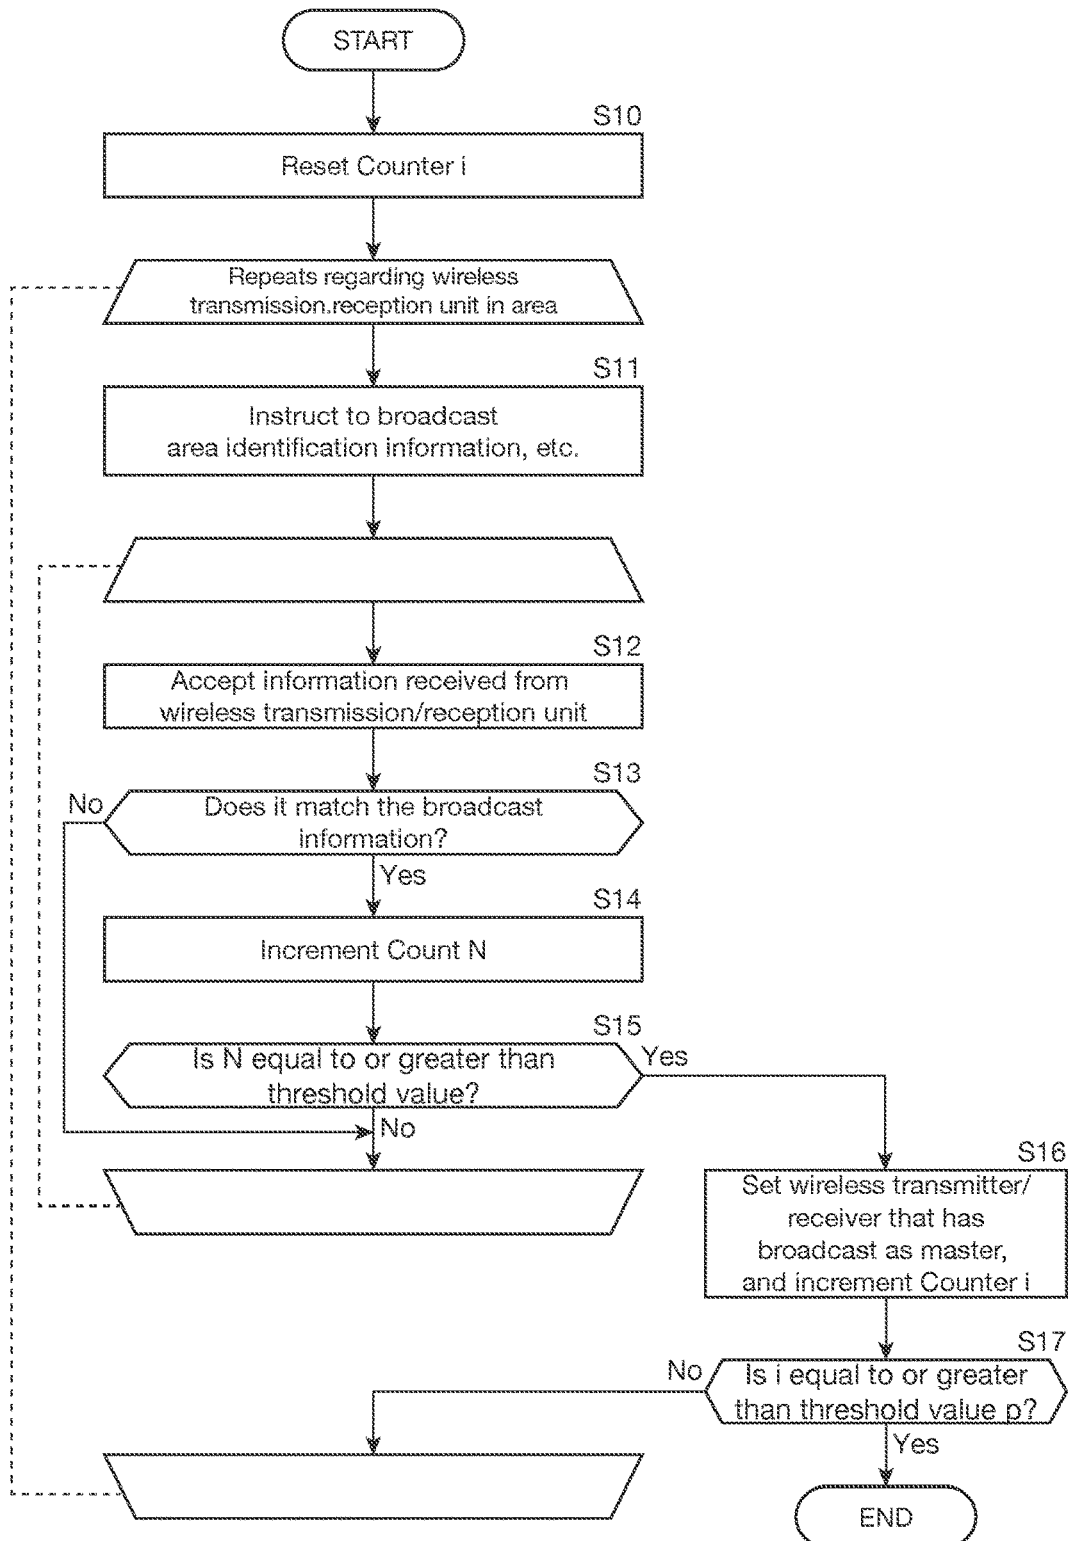 START
S10
Reset Counter i
Repeats regarding wireless
transmission.reception unit in area
S11
Instruct to broadcast
area identification information, etc.
S12
Accept information received from
wireless transmission/reception unit
S13
No
Does it match the broadcast
information?
Yes
S14
Increment Count N
S15
Is N equal to or greater than
threshold value?
Yes
No
S16
Set wireless transmitter/
receiver that has
broadcast as master,
and increment Counter i
S17
No
Is i equal to or greater
than threshold value p?
Yes
END